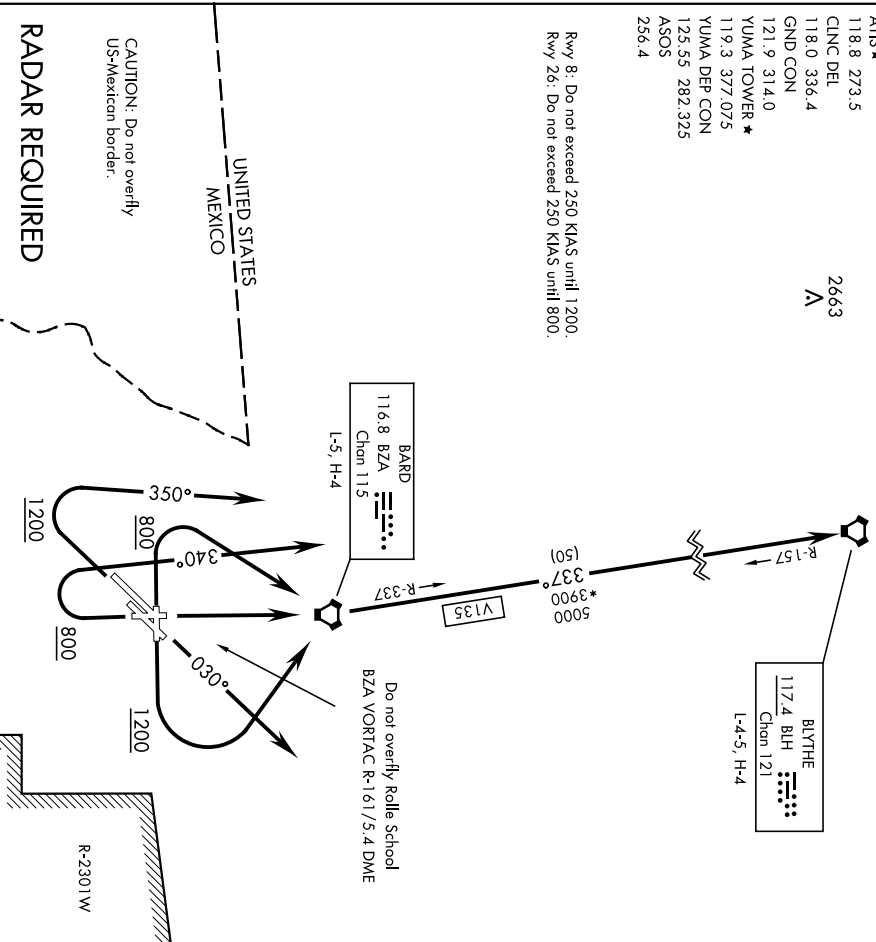 ATIS★
118.8 273.5
CLNC DEL
118.0 336.4
GND CON
121.9 314.0
YUMA TOWER ★
119.3 377.075
YUMA DEP CON
125.55 282.325
ASOS
256.4
2663
Rwy 8: Do not exceed 250 KIAS until 1200.
Rwy 26: Do not exceed 250 KIAS until 800.
BLYTHE
117.4 BLH
Chan 121
L-4-5, H-4
R-157
5000
*3900
337°
(50)
V135
R-337
BARD
116.8 BZA
Chan 115
L-5, H-4
Do not overfly Rolle School
BZA VORTAC R-161/5.4 DME
UNITED STATES
MEXICO
CAUTION: Do not overfly
US-Mexican border.
RADAR REQUIRED
350°
340°
030°
800
1200
800
1200
R-2301W